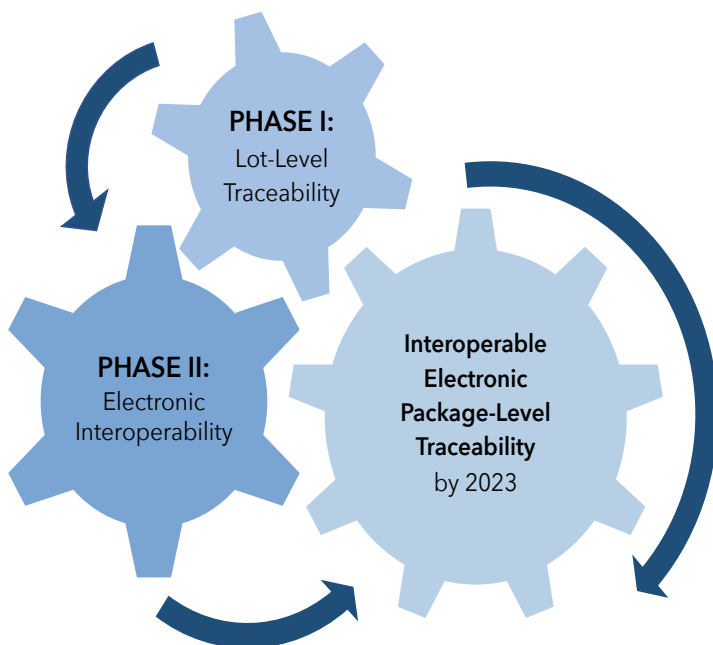 PHASE I:
Lot-Level
Traceability
PHASE II:
Electronic
Interoperability
Interoperable
Electronic
Package-Level
Traceability
by 2023